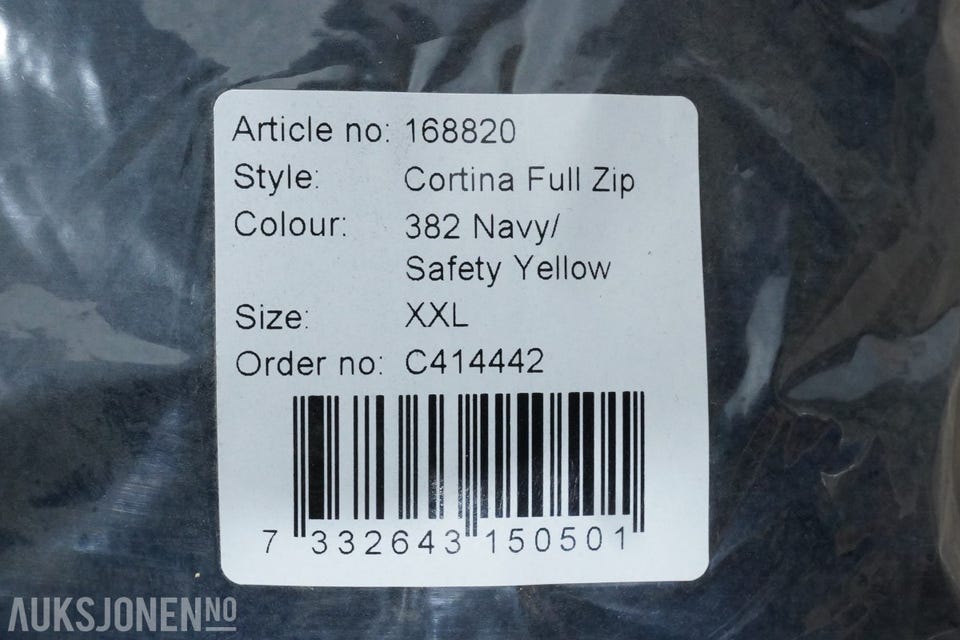 Article no: 168820
Style: Cortina Full Zip
Colour: 382 Navy/
Safety Yellow
Size: XXL
Order no: C414442
7 332643 150501
AUKSJONEN.NO